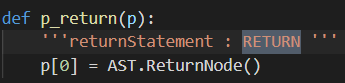 def p_return(p):
    '''returnStatement : RETURN '''
    p[0] = AST.ReturnNode()